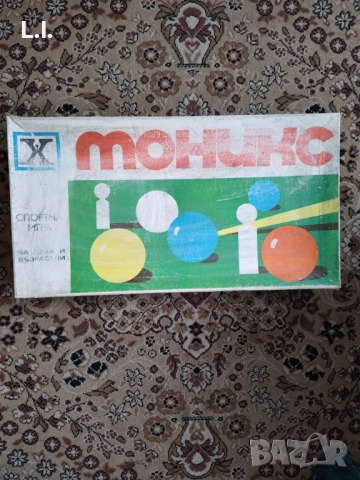 L.I.
X
тоникс
СПОРТНА
ИГРА
ЗА ДЕЦА И
ВЪЗРАСТНИ
BAZAR